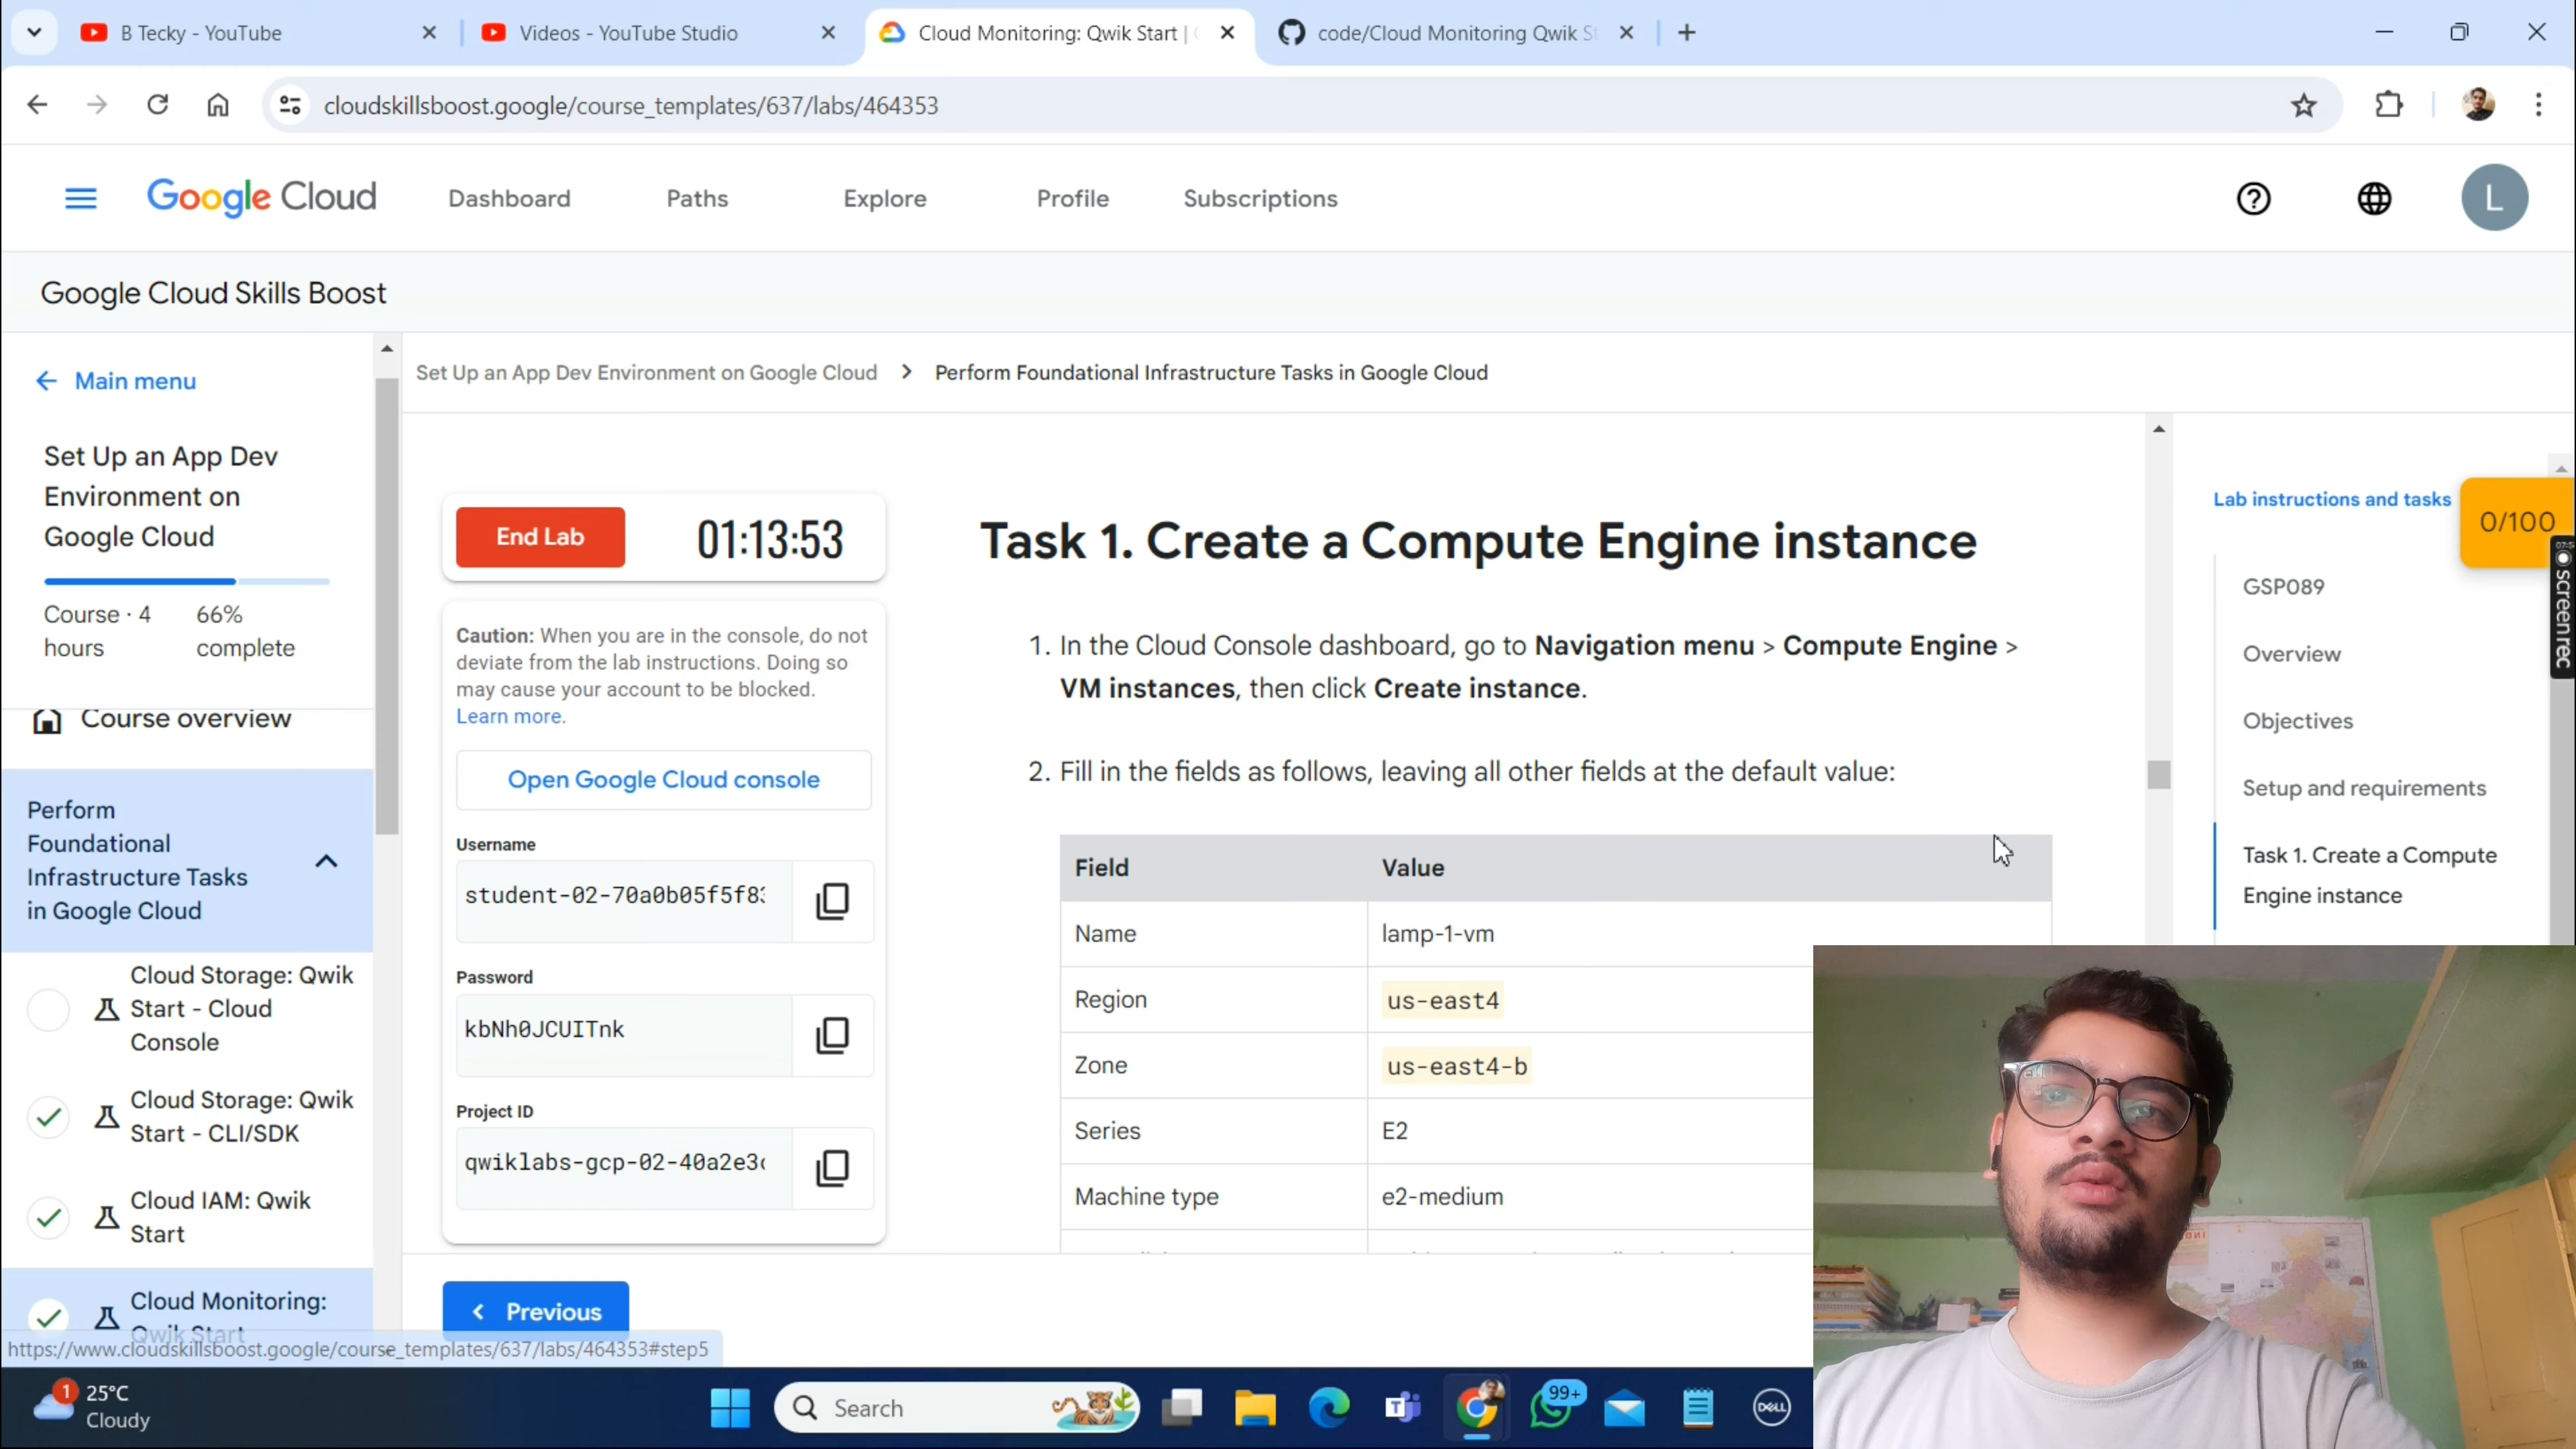 B Tecky - YouTube
Videos - YouTube Studio
Cloud Monitoring: Qwik Start |
code/Cloud Monitoring Qwik
cloudskillsboost.google/course_templates/637/labs/464353
Google Cloud
Dashboard
Paths
Explore
Profile
Subscriptions
L
Google Cloud Skills Boost
Main menu
Set Up an App Dev
Environment on
Google Cloud
Course · 4
hours
66%
complete
Course overview
Perform
Foundational
Infrastructure Tasks
in Google Cloud
Cloud Storage: Qwik
Start - Cloud
Console
Cloud Storage: Qwik
Start - CLI/SDK
Cloud IAM: Qwik
Start
Cloud Monitoring:
Qwik Start
Set Up an App Dev Environment on Google Cloud > Perform Foundational Infrastructure Tasks in Google Cloud
End Lab
01:13:53
Caution: When you are in the console, do not
deviate from the lab instructions. Doing so
may cause your account to be blocked.
Learn more.
Open Google Cloud console
Username
student-02-70a0b05f5f83
Password
kbNh0JCUITnk
Project ID
qwiklabs-gcp-02-40a2e3
Previous
Task 1. Create a Compute Engine instance
1. In the Cloud Console dashboard, go to Navigation menu > Compute Engine >
VM instances, then click Create instance.
2. Fill in the fields as follows, leaving all other fields at the default value:
Field Value
Name lamp-1-vm
Region us-east4
Zone us-east4-b
Series E2
Machine type e2-medium
Lab instructions and tasks
0/100
GSP089
Overview
Objectives
Setup and requirements
Task 1. Create a Compute
Engine instance
screenrec
https://www.cloudskillsboost.google/course_templates/637/labs/464353#step5
1
25°C
Cloudy
Search
99+
DELL